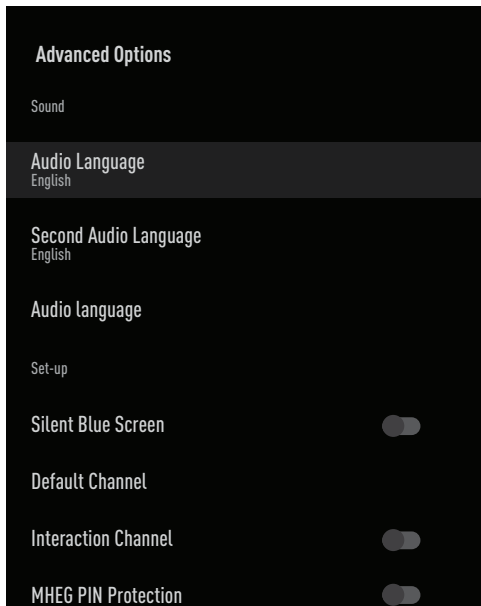 Advanced Options
Sound
Audio Language
English
Second Audio Language
English
Audio language
Set-up
Silent Blue Screen
Default Channel
Interaction Channel
MHEG PIN Protection